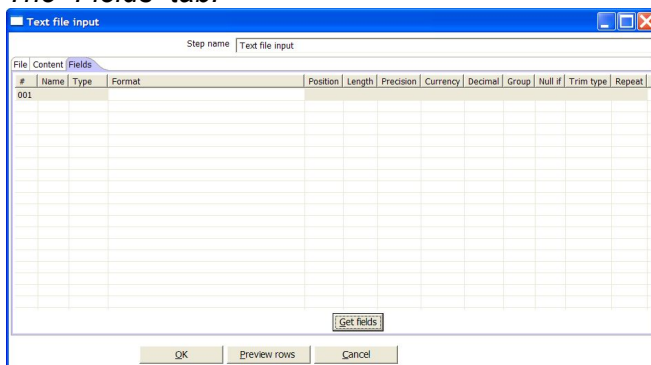 The "Fields" tab:
Text file input
Step name Text file input
File Content Fields
# Name Type Format Position Length Precision Currency Decimal Group Null if Trim type Repeat
001
Get fields
OK Preview rows Cancel